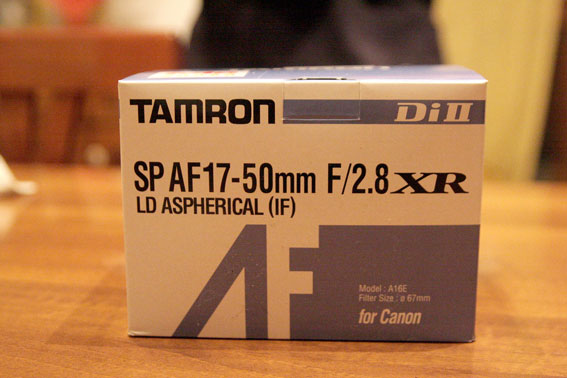 TAMRON
Di II
SP AF17-50mm F/2.8 XR
LD ASPHERICAL (IF)
AF
Model : A16E
Filter Size : ø 67mm
for Canon